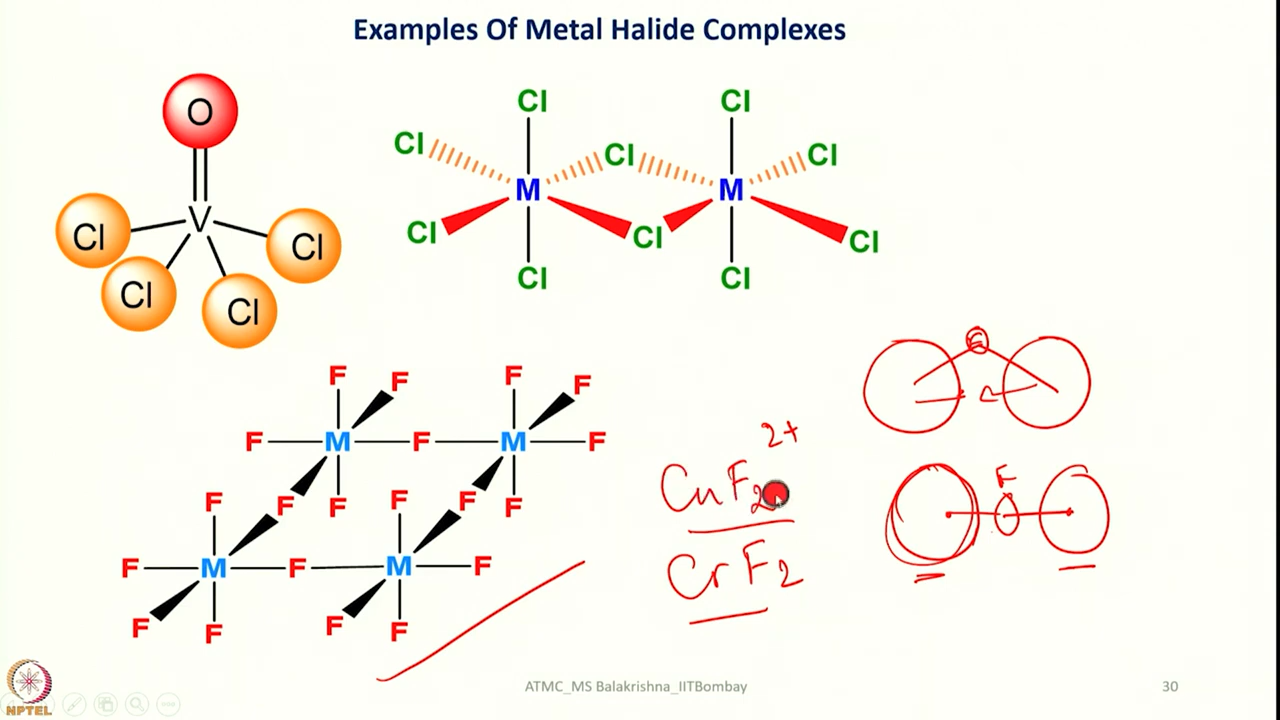 Examples Of Metal Halide Complexes
O
V
Cl
Cl
Cl
Cl
Cl Cl
Cl Cl Cl
M M
Cl Cl Cl
Cl Cl
F F F F
F M F M F
F F F F
F F
F M F M F
F F F F
2+
CuF2
CrF2
F
F
ATMC_MS Balakrishna_IITBombay
30
NPTEL